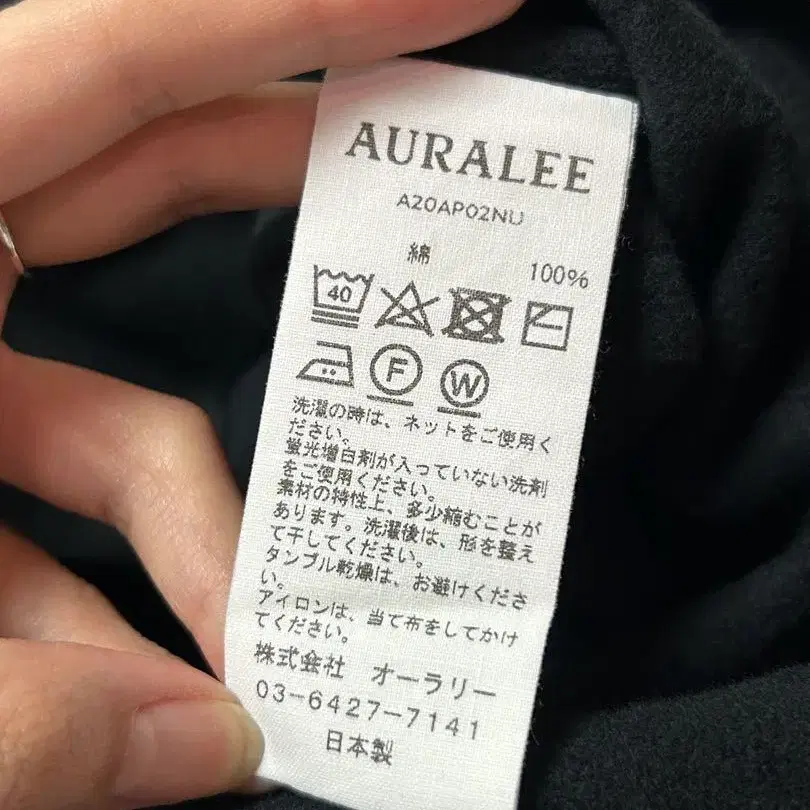 AURALEE
A20AP02NU
綿 100%
40
F W
洗濯の時は、ネットをご使用く
ださい。
蛍光増白剤が入っていない洗剤
をご使用ください。
素材の特性上、多少縮むことが
あります。洗濯後は、形を整え
て干してください。
タンブル乾燥は、お避けくださ
い。
アイロンは、当て布をしてかけ
てください。
株式会社 オーラリー
03-6427-7141
日本製